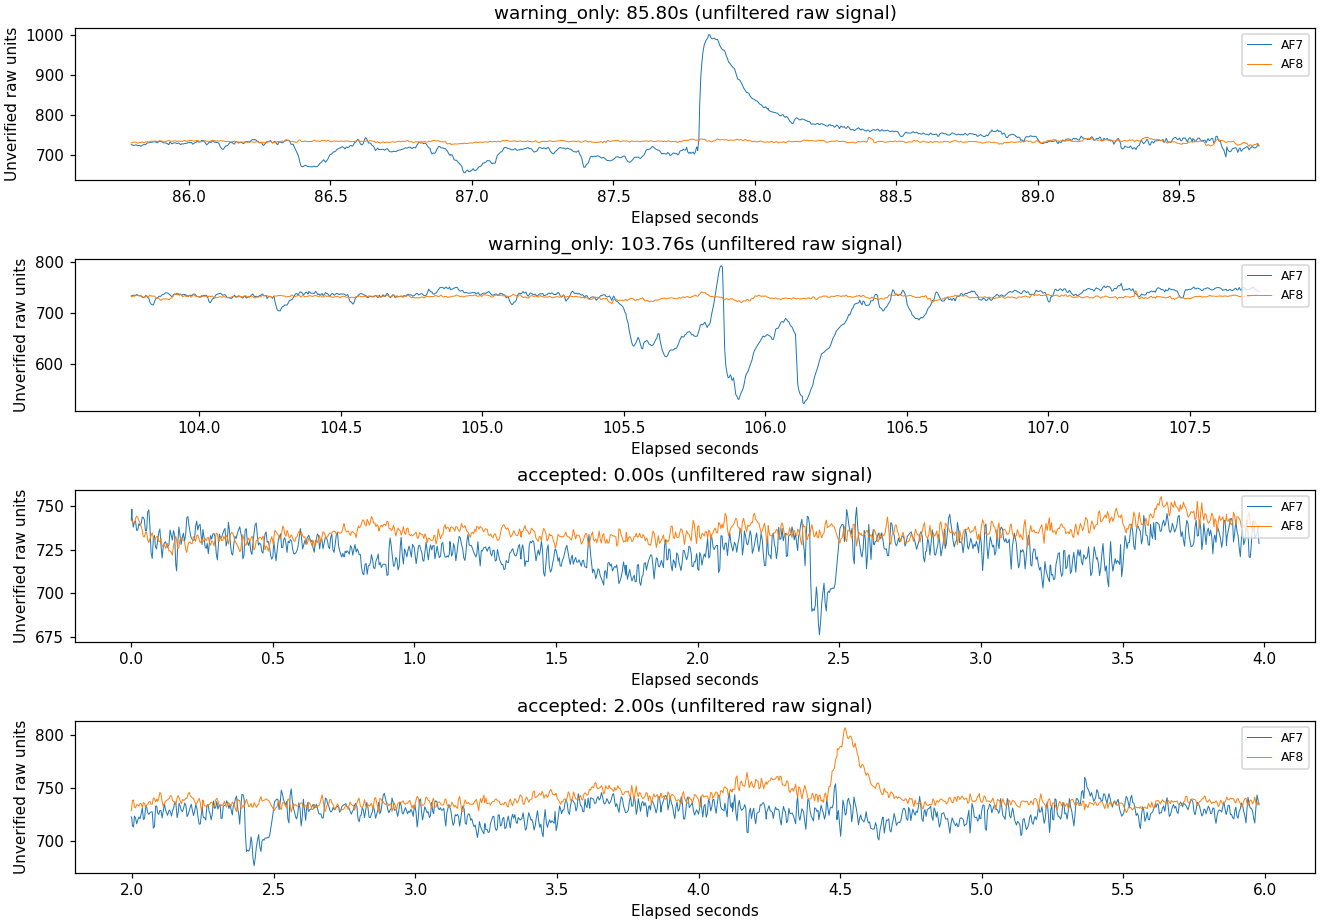 warning_only: 85.80s (unfiltered raw signal)
Unverified raw units
1000
900
800
700
AF7
AF8
86.0 86.5 87.0 87.5 88.0 88.5 89.0 89.5
Elapsed seconds
warning_only: 103.76s (unfiltered raw signal)
Unverified raw units
800
700
600
AF7
AF8
104.0 104.5 105.0 105.5 106.0 106.5 107.0 107.5
Elapsed seconds
accepted: 0.00s (unfiltered raw signal)
Unverified raw units
750
725
700
675
AF7
AF8
0.0 0.5 1.0 1.5 2.0 2.5 3.0 3.5 4.0
Elapsed seconds
accepted: 2.00s (unfiltered raw signal)
Unverified raw units
800
750
700
AF7
AF8
2.0 2.5 3.0 3.5 4.0 4.5 5.0 5.5 6.0
Elapsed seconds